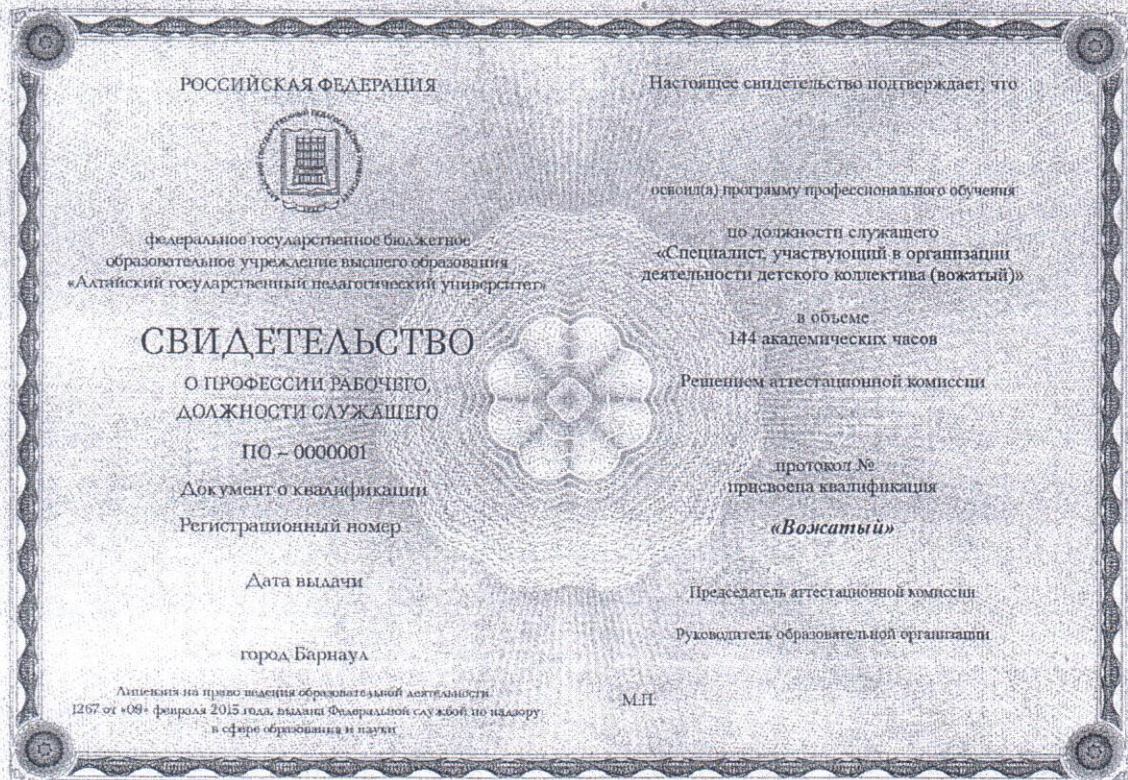 РОССИЙСКАЯ ФЕДЕРАЦИЯ
федеральное государственное бюджетное
образовательное учреждение высшего образования
«Алтайский государственный педагогический университет»
СВИДЕТЕЛЬСТВО
О ПРОФЕССИИ РАБОЧЕГО,
ДОЛЖНОСТИ СЛУЖАЩЕГО
ПО – 0000001
Документ о квалификации
Регистрационный номер
Дата выдачи
город Барнаул
Лицензия на право ведения образовательной деятельности
1267 от «09» февраля 2015 года, выдана Федеральной службой по надзору
в сфере образования и науки
Настоящее свидетельство подтверждает, что
освоил(а) программу профессионального обучения
по должности служащего
«Специалист, участвующий в организации
деятельности детского коллектива (вожатый)»
в объеме
144 академических часов
Решением аттестационной комиссии
протокол №
присвоена квалификация
«Вожатый»
Председатель аттестационной комиссии
Руководитель образовательной организации
М.П.